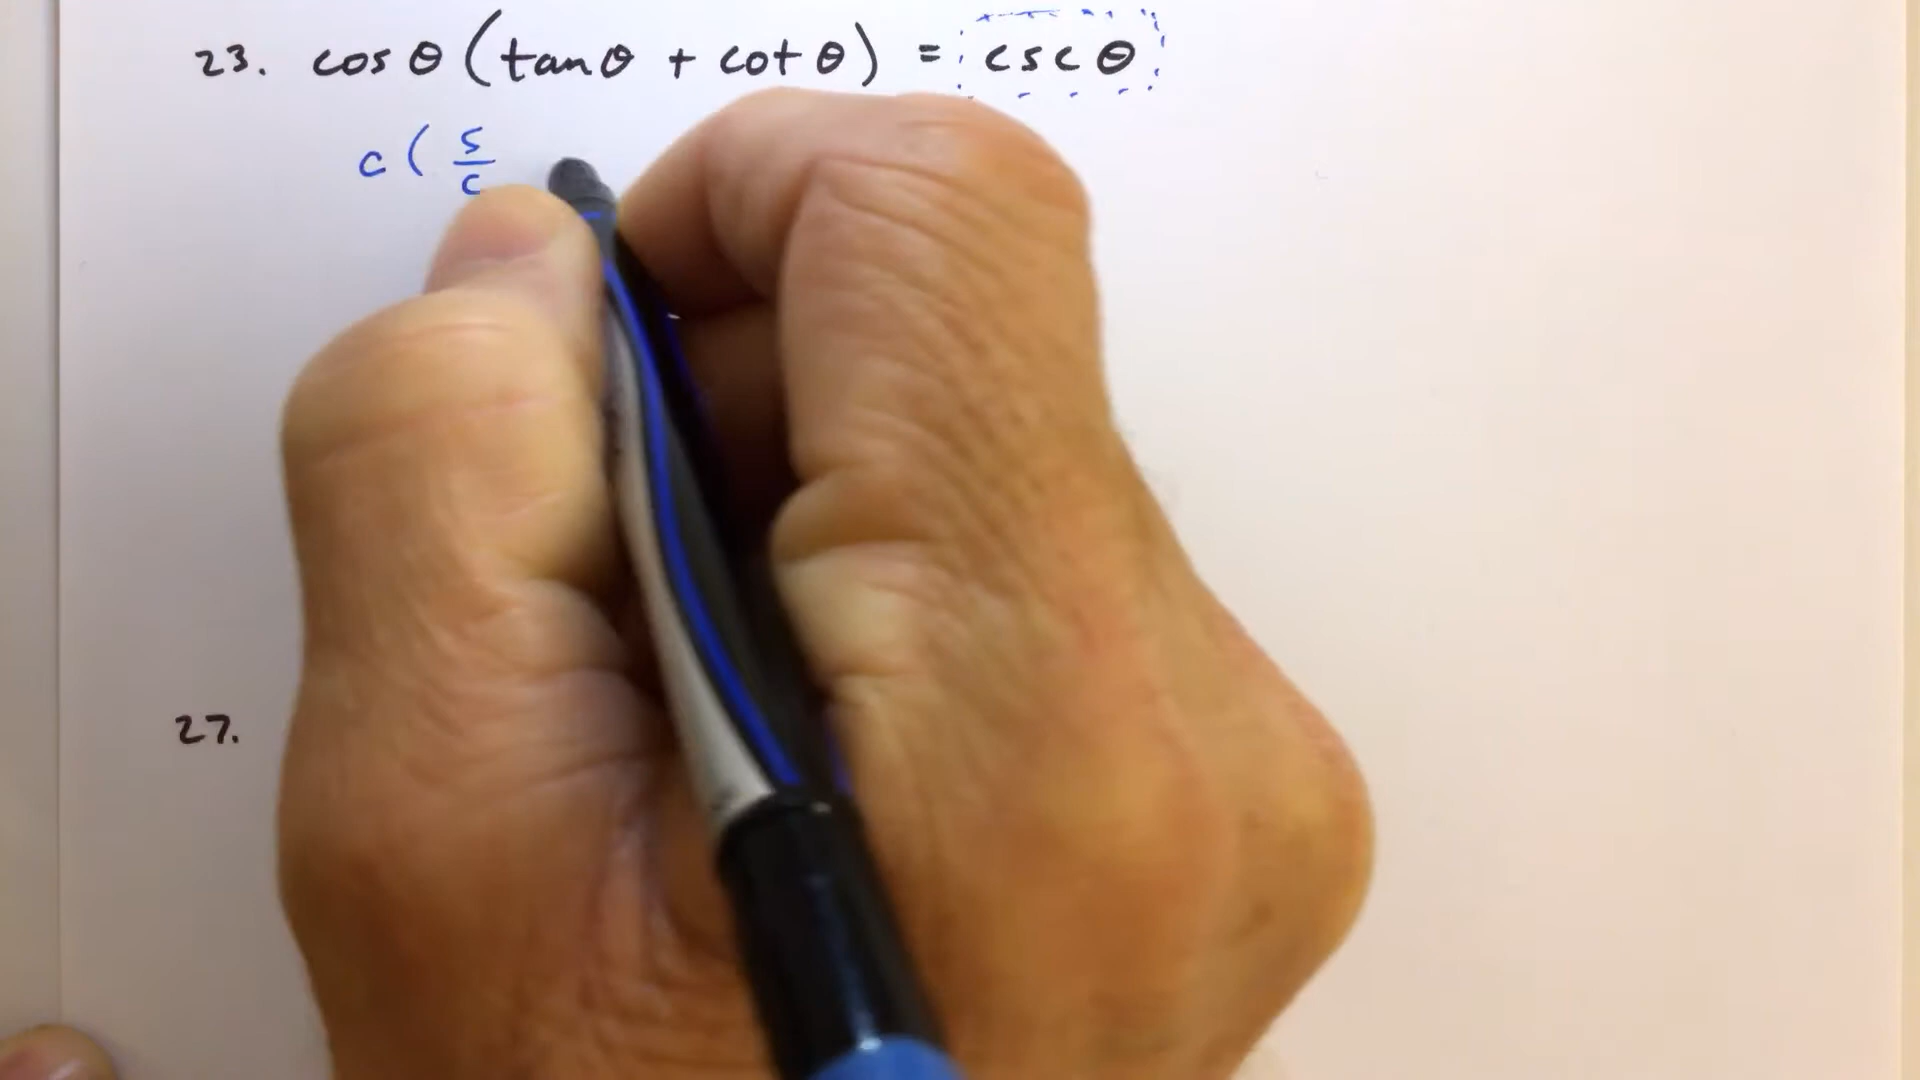 23. cos θ (tan θ + cot θ) = csc θ
c ( s/c
27.